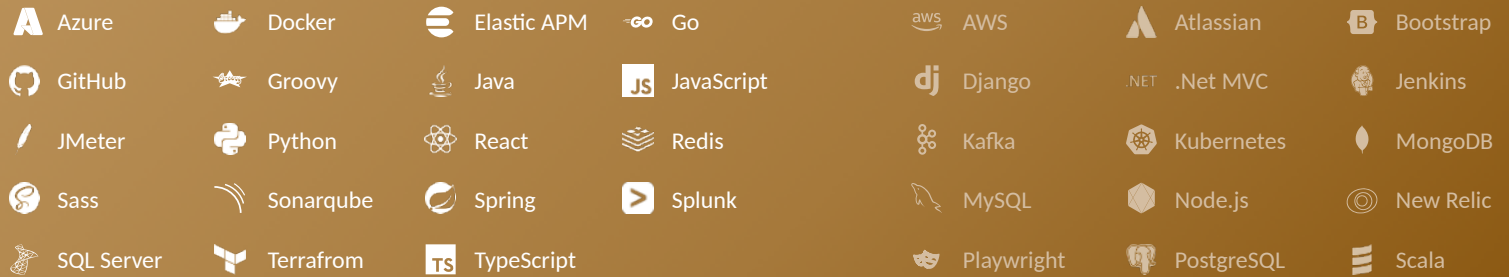 Azure Docker Elastic APM GO Go aws AWS Atlassian B Bootstrap
GitHub Groovy Java JS JavaScript dj Django .NET .Net MVC Jenkins
JMeter Python React Redis Kafka Kubernetes MongoDB
Sass Sonarqube Spring Splunk MySQL Node.js New Relic
SQL Server Terrafrom TS TypeScript Playwright PostgreSQL Scala